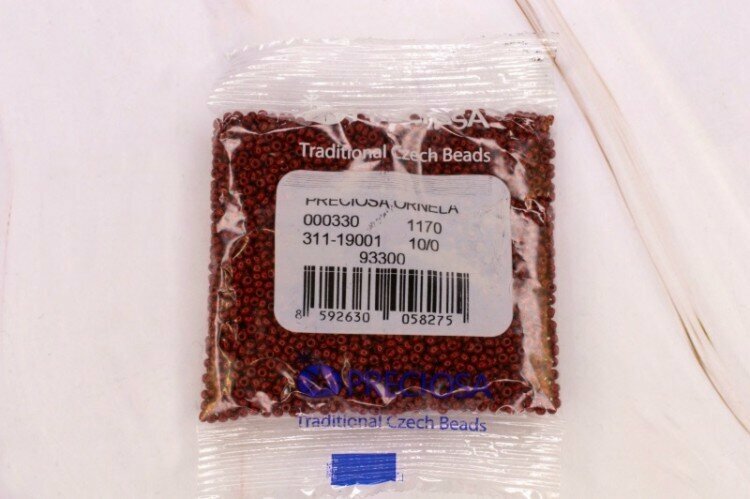 PRECIOSA
Traditional Czech Beads
PRECIOSA ORNELA
000330 1170
311-19001 10/0
93300
8 592630 058275
PRECIOSA
Traditional Czech Beads